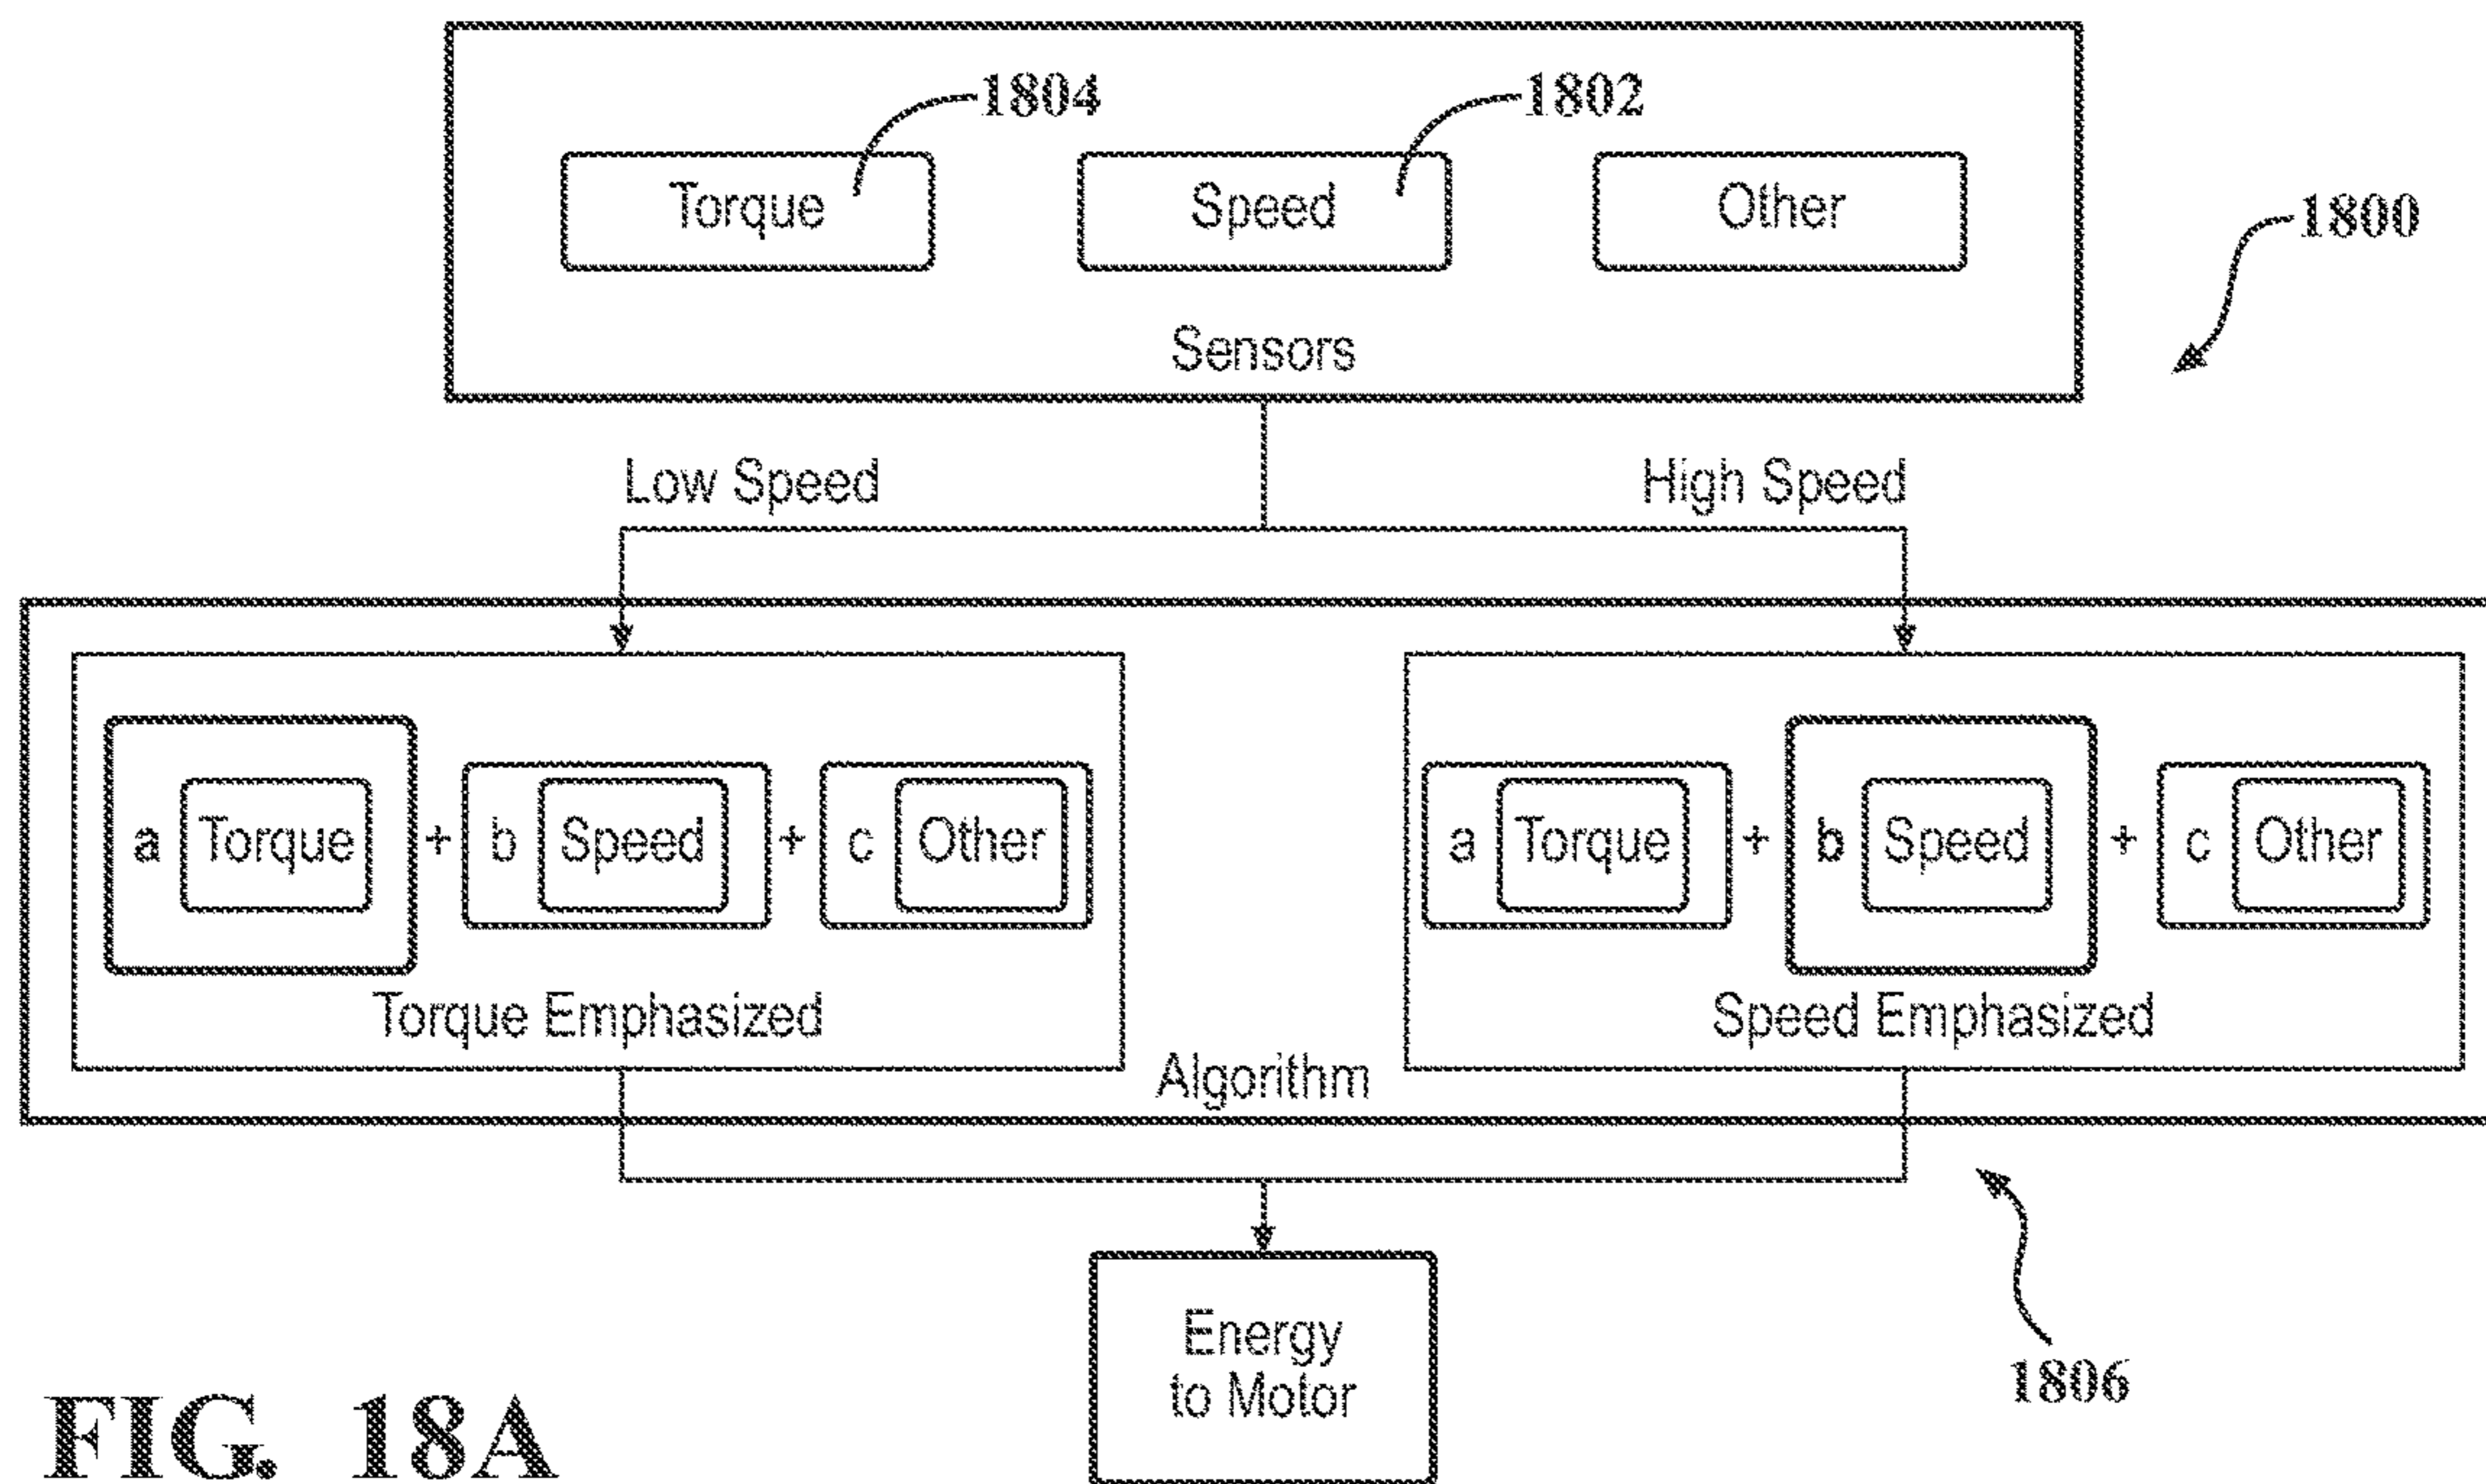 1804
1802
Torque
Speed
Other
1800
Sensors
Low Speed
High Speed
a Torque + b Speed + c Other
a Torque + b Speed + c Other
Torque Emphasized
Speed Emphasized
Algorithm
Energy
to Motor
1806
FIG. 18A